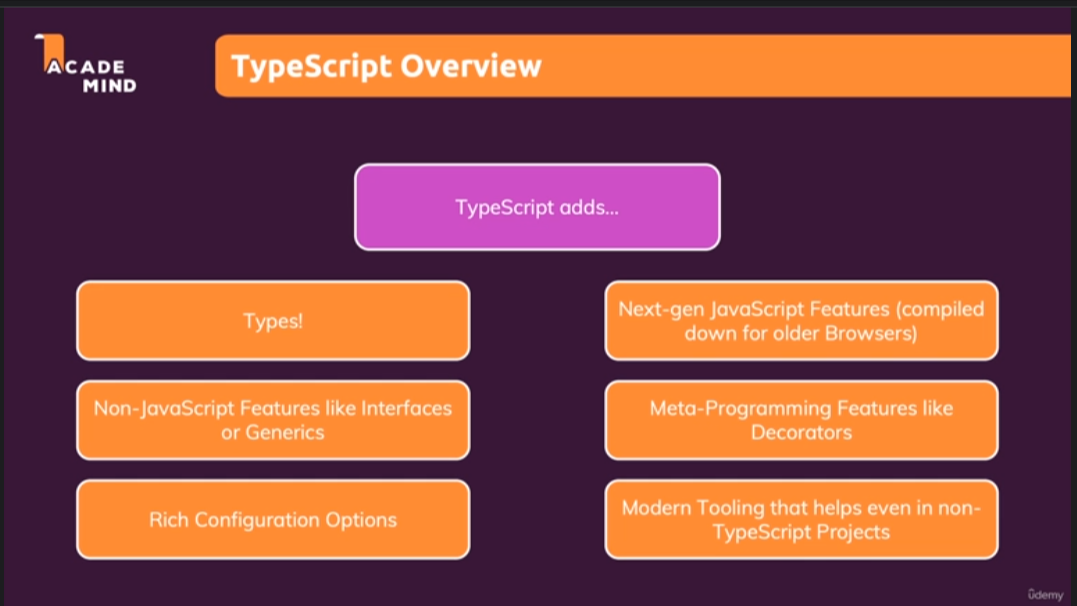 ACADE
MIND
TypeScript Overview
TypeScript adds...
Types!
Next-gen JavaScript Features (compiled
down for older Browsers)
Non-JavaScript Features like Interfaces
or Generics
Meta-Programming Features like
Decorators
Rich Configuration Options
Modern Tooling that helps even in non-
TypeScript Projects
ûdemy